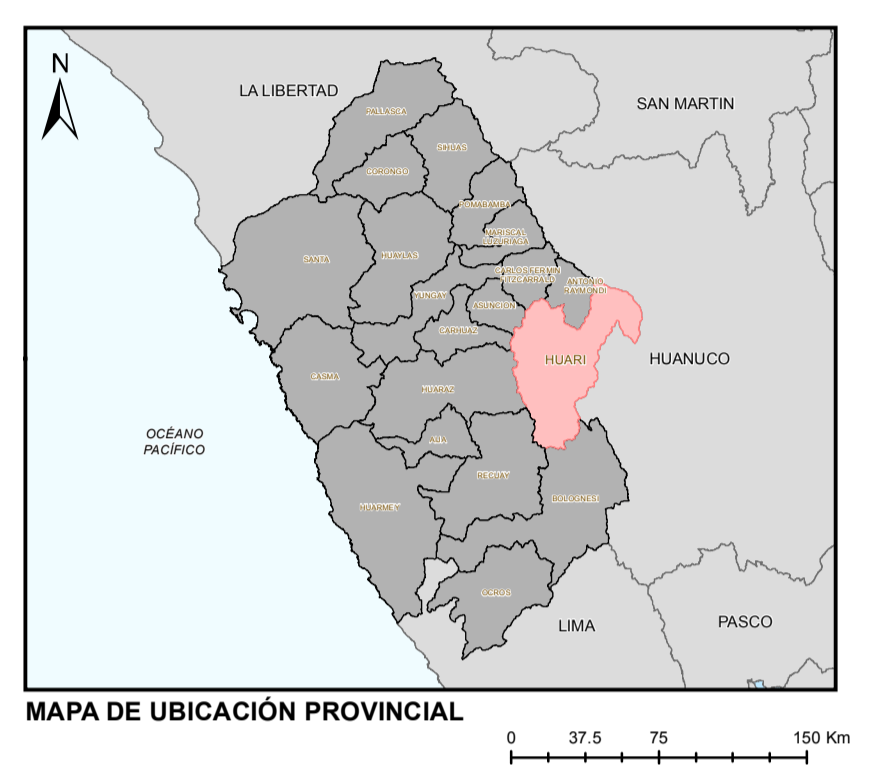 N
LA LIBERTAD
SAN MARTIN
PALLASCA
SIHUAS
CORONGO
POMABAMBA
MARISCAL
LUZURIAGA
SANTA
HUAYLAS
CARLOS FERMIN
FITZCARRALD
ANTONIO
RAYMONDI
YUNGAY
ASUNCION
CARHUAZ
HUARI
HUANUCO
CASMA
HUARAZ
OCÉANO
PACÍFICO
AIJA
RECUAY
BOLOGNESI
HUARMEY
OCROS
LIMA
PASCO
MAPA DE UBICACIÓN PROVINCIAL
0 37.5 75 150 Km